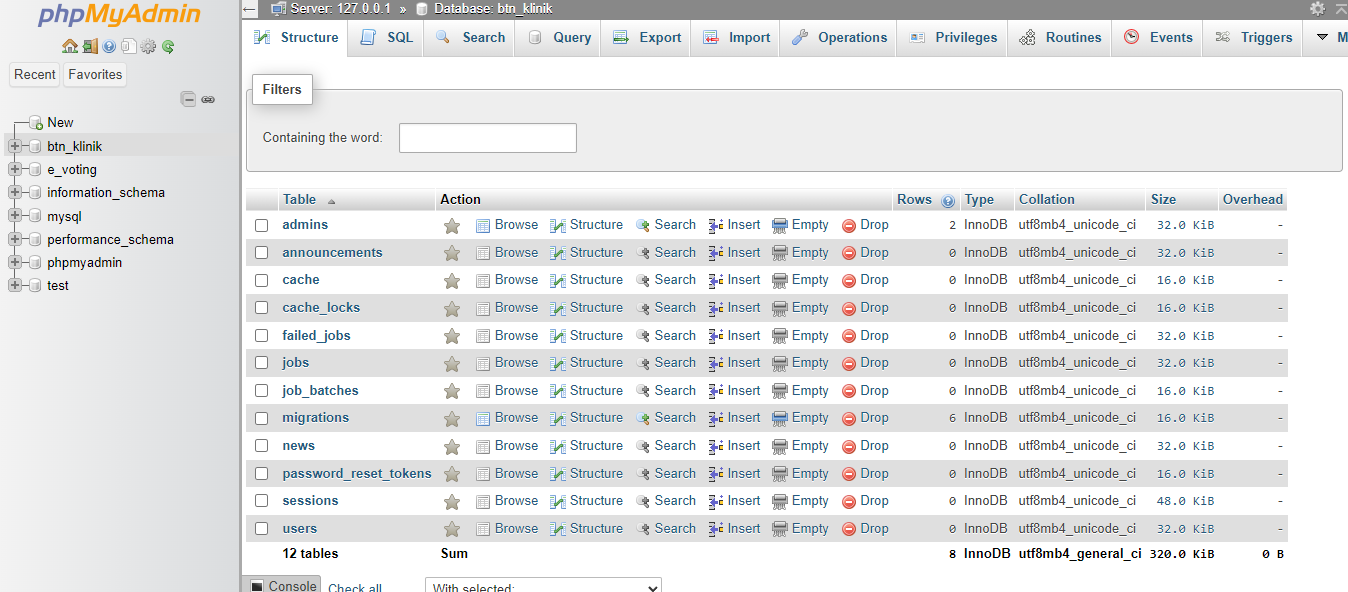 phpMyAdmin
Recent Favorites
New
btn_klinik
e_voting
information_schema
mysql
performance_schema
phpmyadmin
test
Server: 127.0.0.1 » Database: btn_klinik
Structure SQL Search Query Export Import Operations Privileges Routines Events Triggers M
Filters
Containing the word:
Table Action Rows Type Collation Size Overhead
admins Browse Structure Search Insert Empty Drop 2 InnoDB utf8mb4_unicode_ci 32.0 KiB -
announcements Browse Structure Search Insert Empty Drop 0 InnoDB utf8mb4_unicode_ci 32.0 KiB -
cache Browse Structure Search Insert Empty Drop 0 InnoDB utf8mb4_unicode_ci 16.0 KiB -
cache_locks Browse Structure Search Insert Empty Drop 0 InnoDB utf8mb4_unicode_ci 16.0 KiB -
failed_jobs Browse Structure Search Insert Empty Drop 0 InnoDB utf8mb4_unicode_ci 32.0 KiB -
jobs Browse Structure Search Insert Empty Drop 0 InnoDB utf8mb4_unicode_ci 32.0 KiB -
job_batches Browse Structure Search Insert Empty Drop 0 InnoDB utf8mb4_unicode_ci 16.0 KiB -
migrations Browse Structure Search Insert Empty Drop 6 InnoDB utf8mb4_unicode_ci 16.0 KiB -
news Browse Structure Search Insert Empty Drop 0 InnoDB utf8mb4_unicode_ci 32.0 KiB -
password_reset_tokens Browse Structure Search Insert Empty Drop 0 InnoDB utf8mb4_unicode_ci 16.0 KiB -
sessions Browse Structure Search Insert Empty Drop 0 InnoDB utf8mb4_unicode_ci 48.0 KiB -
users Browse Structure Search Insert Empty Drop 0 InnoDB utf8mb4_unicode_ci 32.0 KiB -
12 tables Sum 8 InnoDB utf8mb4_general_ci 320.0 KiB 0 B
Console Check all With selected: